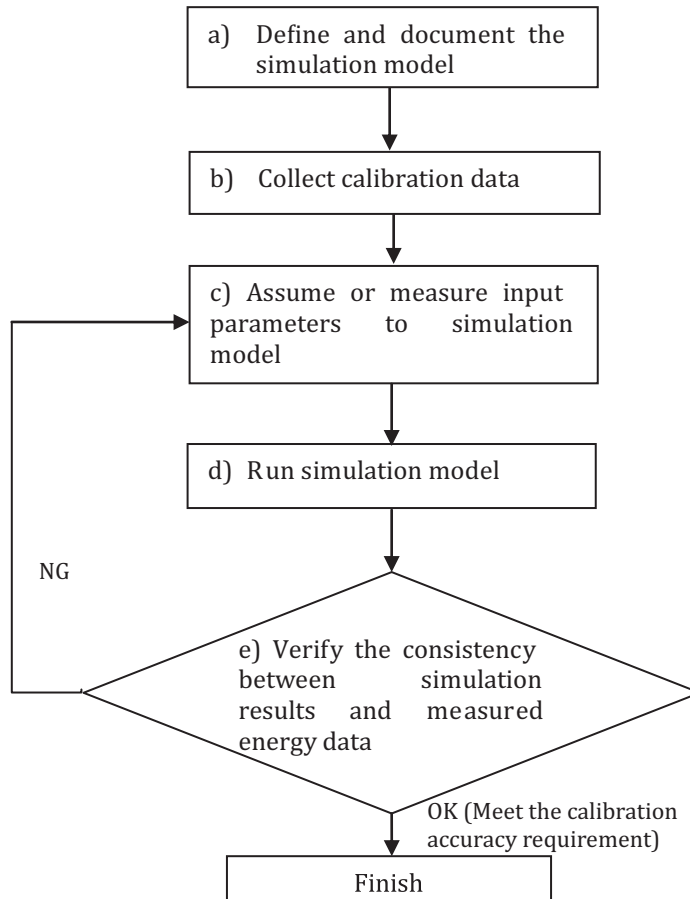 a) Define and document the
simulation model
b) Collect calibration data
c) Assume or measure input
parameters to simulation
model
d) Run simulation model
NG
e) Verify the consistency
between simulation
results and measured
energy data
OK (Meet the calibration
accuracy requirement)
Finish